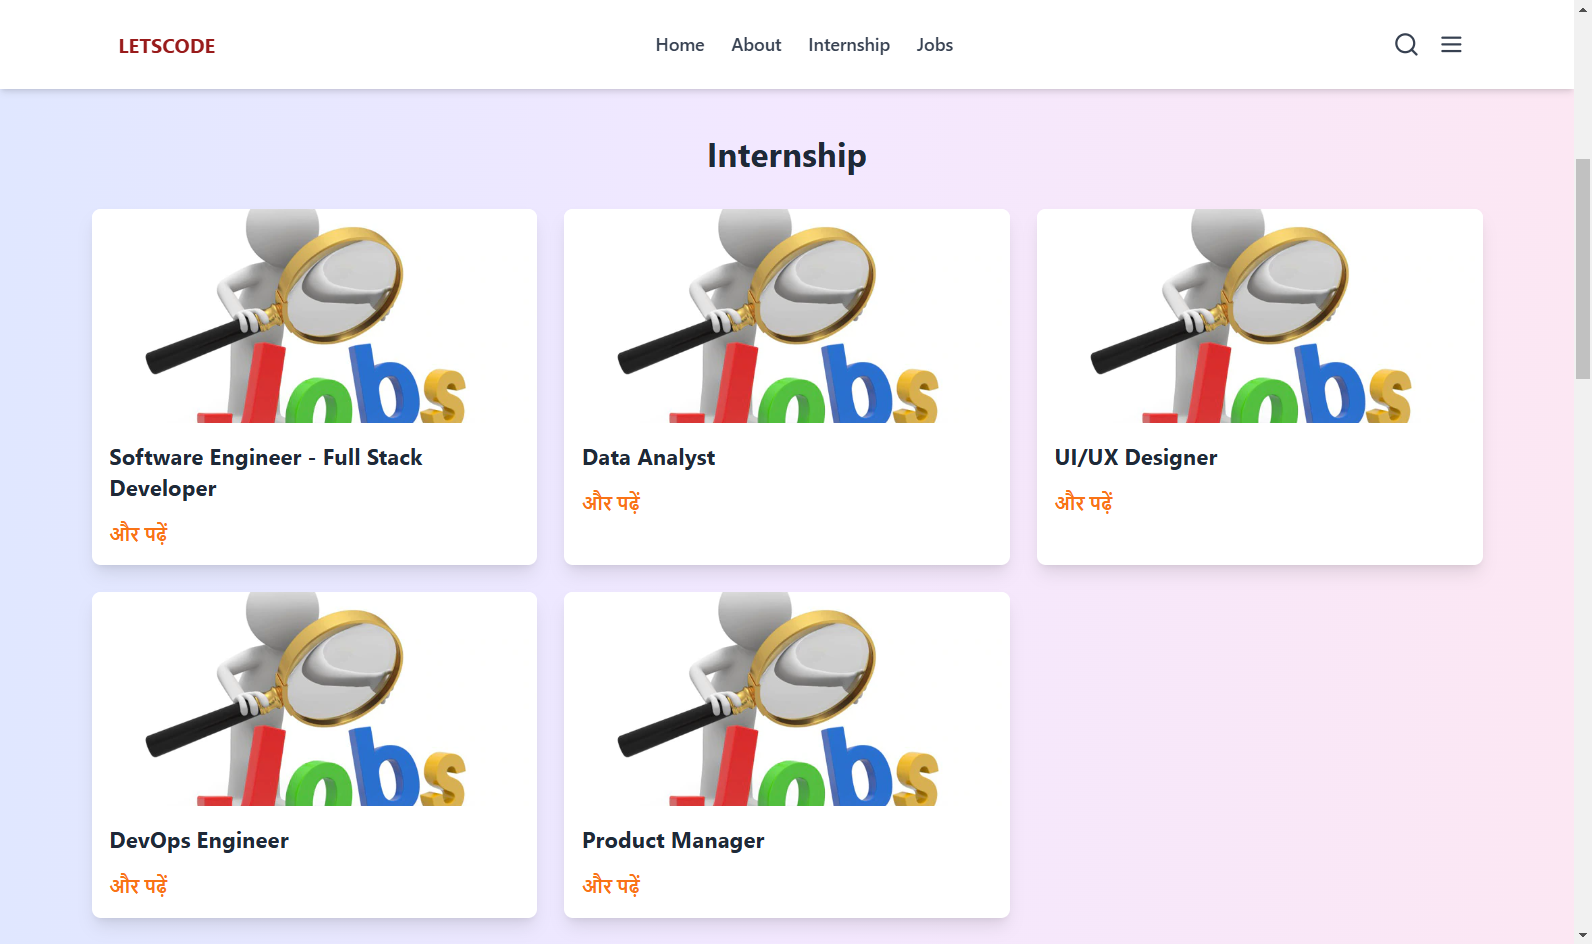 LETSCODE
Home About Internship Jobs
Internship
Jobs
Jobs
Jobs
Software Engineer - Full Stack
Developer
और पढ़ें
Data Analyst
और पढ़ें
UI/UX Designer
और पढ़ें
Jobs
Jobs
DevOps Engineer
और पढ़ें
Product Manager
और पढ़ें